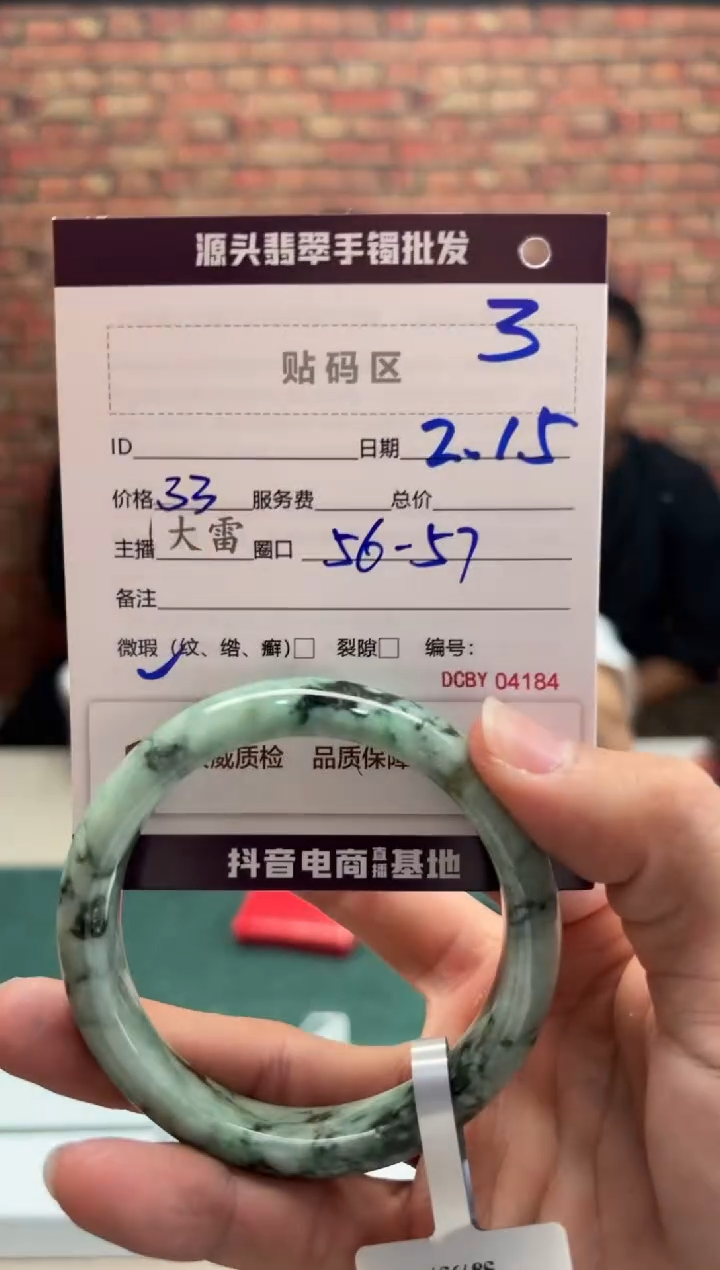 源头翡翠手镯批发
3
贴码区
ID 日期 2.15
价格 33 服务费 总价
主播 大雷 圈口 56-57
备注
微瑕（纹、绺、癣）□ 裂隙□ 编号：
DCBY 04184
威质检 品质保障
抖音电商直播基地